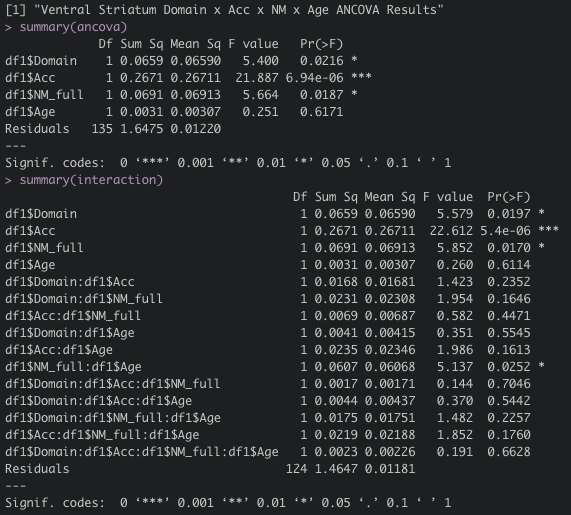 [1] "Ventral Striatum Domain x Acc x NM x Age ANCOVA Results"
> summary(ancova)
             Df Sum Sq Mean Sq F value   Pr(>F)
df1$Domain    1 0.0659 0.06590   5.400   0.0216 *
df1$Acc       1 0.2671 0.26711  21.887 6.94e-06 ***
df1$NM_full   1 0.0691 0.06913   5.664   0.0187 *
df1$Age       1 0.0031 0.00307   0.251   0.6171
Residuals   135 1.6475 0.01220
---
Signif. codes:  0 ‘***’ 0.001 ‘**’ 0.01 ‘*’ 0.05 ‘.’ 0.1 ‘ ’ 1
> summary(interaction)
                                        Df Sum Sq Mean Sq F value  Pr(>F)
df1$Domain                               1 0.0659 0.06590   5.579  0.0197 *
df1$Acc                                  1 0.2671 0.26711  22.612 5.4e-06 ***
df1$NM_full                              1 0.0691 0.06913   5.852  0.0170 *
df1$Age                                  1 0.0031 0.00307   0.260  0.6114
df1$Domain:df1$Acc                       1 0.0168 0.01681   1.423  0.2352
df1$Domain:df1$NM_full                   1 0.0231 0.02308   1.954  0.1646
df1$Acc:df1$NM_full                      1 0.0069 0.00687   0.582  0.4471
df1$Domain:df1$Age                       1 0.0041 0.00415   0.351  0.5545
df1$Acc:df1$Age                          1 0.0235 0.02346   1.986  0.1613
df1$NM_full:df1$Age                      1 0.0607 0.06068   5.137  0.0252 *
df1$Domain:df1$Acc:df1$NM_full           1 0.0017 0.00171   0.144  0.7046
df1$Domain:df1$Acc:df1$Age               1 0.0044 0.00437   0.370  0.5442
df1$Domain:df1$NM_full:df1$Age           1 0.0175 0.01751   1.482  0.2257
df1$Acc:df1$NM_full:df1$Age              1 0.0219 0.02188   1.852  0.1760
df1$Domain:df1$Acc:df1$NM_full:df1$Age   1 0.0023 0.00226   0.191  0.6628
Residuals                              124 1.4647 0.01181
---
Signif. codes:  0 ‘***’ 0.001 ‘**’ 0.01 ‘*’ 0.05 ‘.’ 0.1 ‘ ’ 1